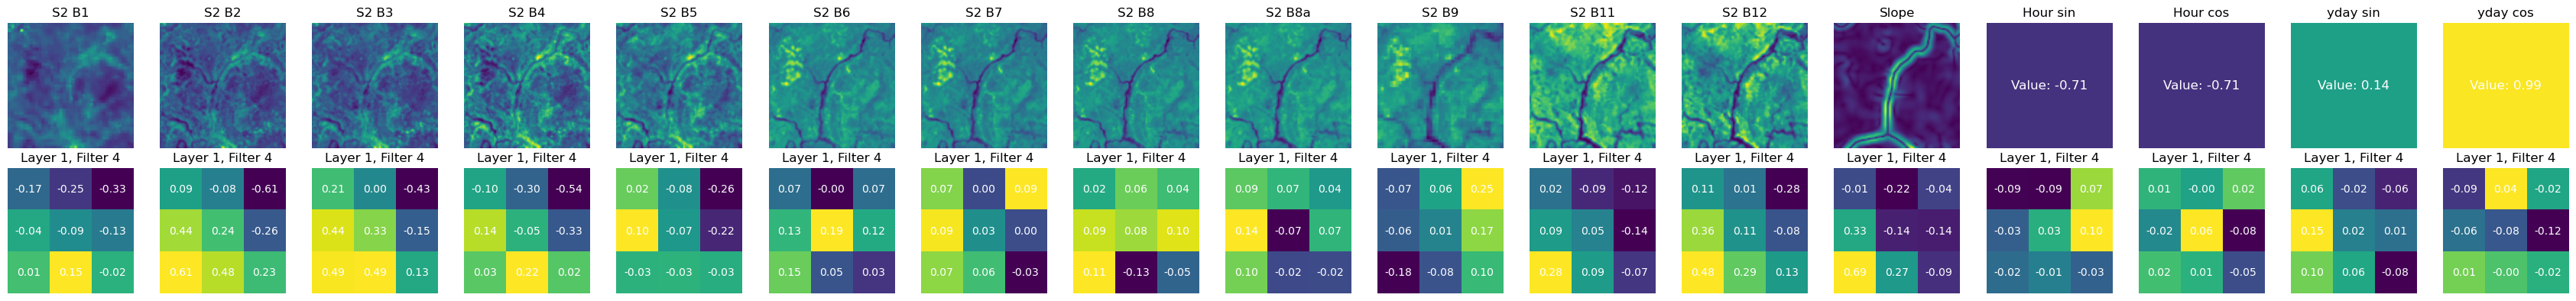 S2 B1 S2 B2 S2 B3 S2 B4 S2 B5 S2 B6 S2 B7 S2 B8 S2 B8a S2 B9 S2 B11 S2 B12 Slope Hour sin Hour cos yday sin yday cos
Value: -0.71 Value: -0.71 Value: 0.14 Value: 0.99
Layer 1, Filter 4 Layer 1, Filter 4 Layer 1, Filter 4 Layer 1, Filter 4 Layer 1, Filter 4 Layer 1, Filter 4 Layer 1, Filter 4 Layer 1, Filter 4 Layer 1, Filter 4 Layer 1, Filter 4 Layer 1, Filter 4 Layer 1, Filter 4 Layer 1, Filter 4 Layer 1, Filter 4 Layer 1, Filter 4 Layer 1, Filter 4 Layer 1, Filter 4
-0.17 -0.25 -0.33 0.09 -0.08 -0.61 0.21 0.00 -0.43 -0.10 -0.30 -0.54 0.02 -0.08 -0.26 0.07 -0.00 0.07 0.07 0.00 0.09 0.02 0.06 0.04 0.09 0.07 0.04 -0.07 0.06 0.25 0.02 -0.09 -0.12 0.11 0.01 -0.28 -0.01 -0.22 -0.04 -0.09 -0.09 0.07 0.01 -0.00 0.02 0.06 -0.02 -0.06 -0.09 0.04 -0.02
-0.04 -0.09 -0.13 0.44 0.24 -0.26 0.44 0.33 -0.15 0.14 -0.05 -0.33 0.10 -0.07 -0.22 0.13 0.19 0.12 0.09 0.03 0.00 0.09 0.08 0.10 0.14 -0.07 0.07 -0.06 0.01 0.17 0.09 0.05 -0.14 0.36 0.11 -0.08 0.33 -0.14 -0.14 -0.03 0.03 0.10 -0.02 0.06 -0.08 0.15 0.02 0.01 -0.06 -0.08 -0.12
0.01 0.15 -0.02 0.61 0.48 0.23 0.49 0.49 0.13 0.03 0.22 0.02 -0.03 -0.03 -0.03 0.15 0.05 0.03 0.07 0.06 -0.03 0.11 -0.13 -0.05 0.10 -0.02 -0.02 -0.18 -0.08 0.10 0.28 0.09 -0.07 0.48 0.29 0.13 0.69 0.27 -0.09 -0.02 -0.01 -0.03 0.02 0.01 -0.05 0.10 0.06 -0.08 0.01 -0.00 -0.02